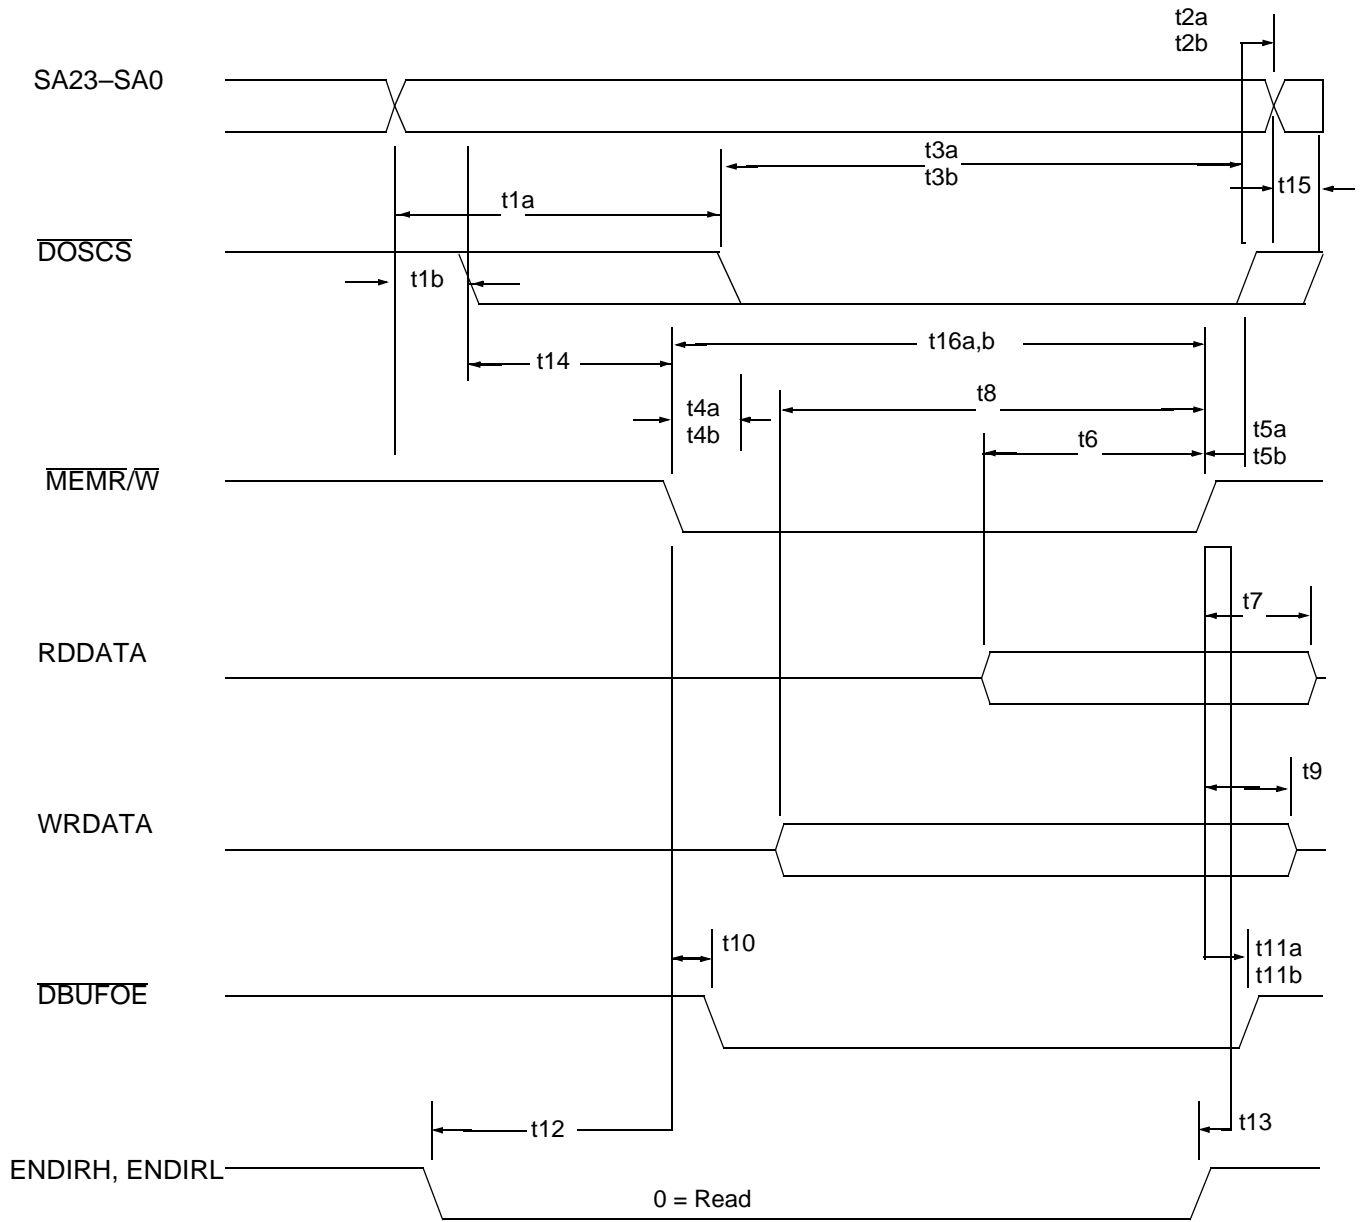 t2a
t2b
SA23–SA0
t3a
t3b
t15
t1a
DOSCS
t1b
t16a,b
t14
t8
t4a
t4b
t6
t5a
t5b
MEMR/W
t7
RDDATA
t9
WRDATA
t10
t11a
t11b
DBUFOE
t12
t13
ENDIRH, ENDIRL
0 = Read